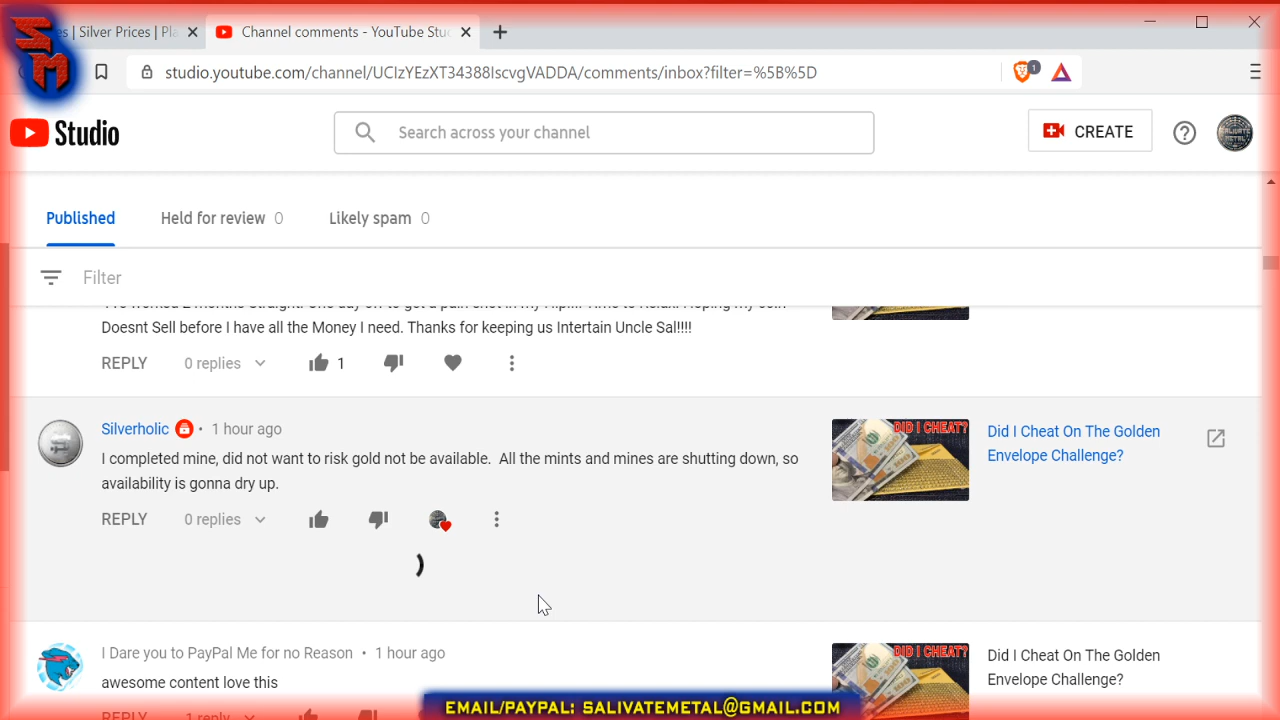 SM
es | Silver Prices | Pla
Channel comments - YouTube Stu
studio.youtube.com/channel/UCIzYEzXT34388IscvgVADDA/comments/inbox?filter=%5B%5D
1
Studio
Search across your channel
CREATE
SALIVATE
METAL
Published
Held for review 0
Likely spam 0
Filter
Doesnt Sell before I have all the Money I need. Thanks for keeping us Intertain Uncle Sal!!!!
REPLY 0 replies 1
Silverholic • 1 hour ago
I completed mine, did not want to risk gold not be available. All the mints and mines are shutting down, so
availability is gonna dry up.
REPLY 0 replies
DID I CHEAT?
Did I Cheat On The Golden
Envelope Challenge?
I Dare you to PayPal Me for no Reason • 1 hour ago
awesome content love this
REPLY 1 reply
DID I CHEAT?
Did I Cheat On The Golden
Envelope Challenge?
EMAIL/PAYPAL: SALIVATEMETAL@GMAIL.COM